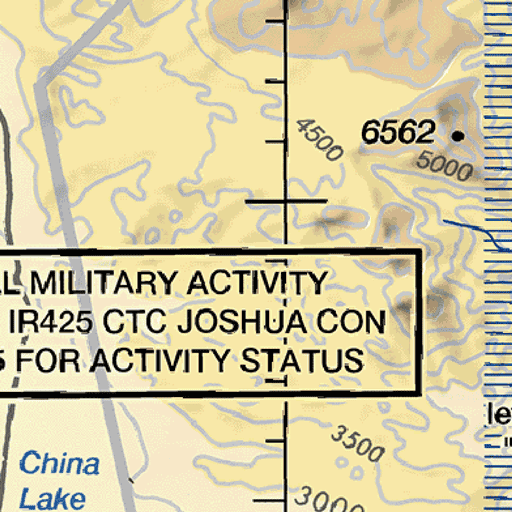 4500
6562
5000
L MILITARY ACTIVITY
IR425 CTC JOSHUA CON
5 FOR ACTIVITY STATUS
3500
China
Lake
3000